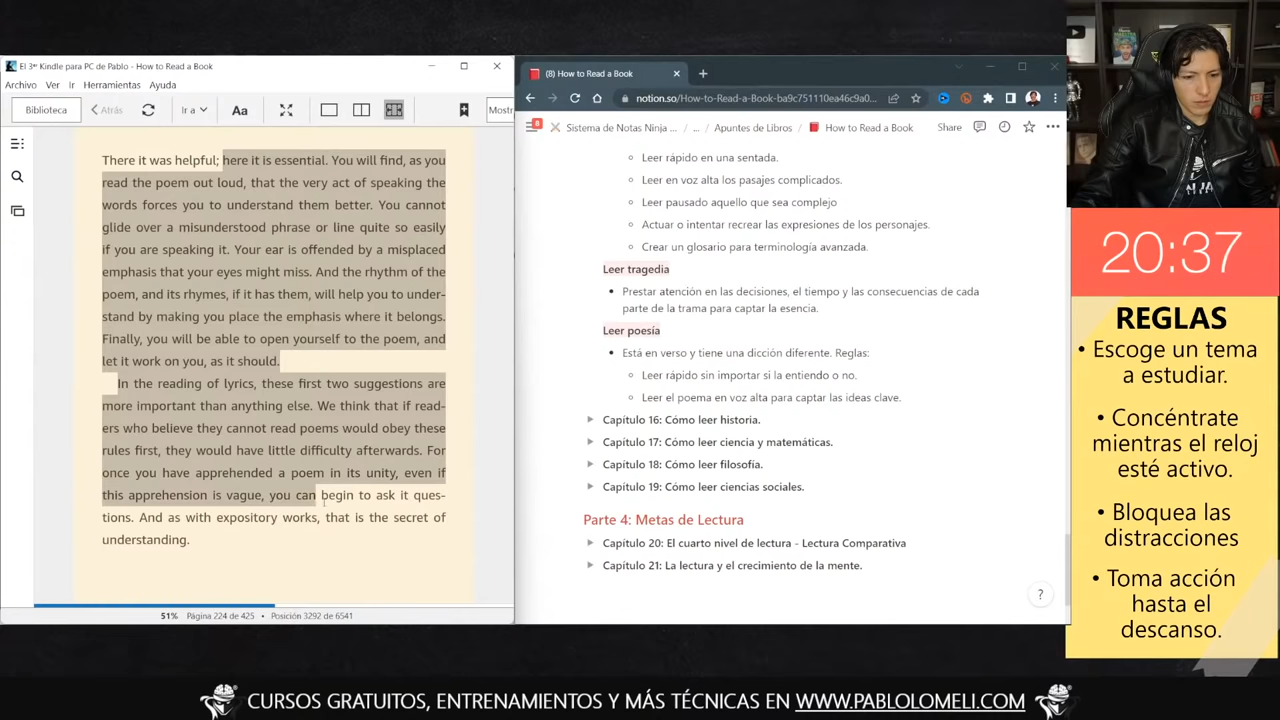 El 3er Kindle para PC de Pablo - How to Read a Book
Archivo Ver Ir Herramientas Ayuda
Biblioteca
Atrás
Ir a
Aa
Mostr
There it was helpful; here it is essential. You will find, as you
read the poem out loud, that the very act of speaking the
words forces you to understand them better. You cannot
glide over a misunderstood phrase or line quite so easily
if you are speaking it. Your ear is offended by a misplaced
emphasis that your eyes might miss. And the rhythm of the
poem, and its rhymes, if it has them, will help you to under-
stand by making you place the emphasis where it belongs.
Finally, you will be able to open yourself to the poem, and
let it work on you, as it should.
In the reading of lyrics, these first two suggestions are
more important than anything else. We think that if read-
ers who believe they cannot read poems would obey these
rules first, they would have little difficulty afterwards. For
once you have apprehended a poem in its unity, even if
this apprehension is vague, you can begin to ask it ques-
tions. And as with expository works, that is the secret of
understanding.
51% Página 224 de 425 • Posición 3292 de 6541
(8) How to Read a Book
notion.so/How-to-Read-a-Book-ba9c751110ea46c9a0...
8
Sistema de Notas Ninja ... / ... / Apuntes de Libros / How to Read a Book
Share
Leer rápido en una sentada.
Leer en voz alta los pasajes complicados.
Leer pausado aquello que sea complejo
Actuar o intentar recrear las expresiones de los personajes.
Crear un glosario para terminología avanzada.
Leer tragedia
• Prestar atención en las decisiones, el tiempo y las consecuencias de cada
parte de la trama para captar la esencia.
Leer poesía
• Está en verso y tiene una dicción diferente. Reglas:
Leer rápido sin importar si la entiendo o no.
Leer el poema en voz alta para captar las ideas clave.
Capítulo 16: Cómo leer historia.
Capítulo 17: Cómo leer ciencia y matemáticas.
Capítulo 18: Cómo leer filosofía.
Capítulo 19: Cómo leer ciencias sociales.
Parte 4: Metas de Lectura
Capítulo 20: El cuarto nivel de lectura - Lectura Comparativa
Capítulo 21: La lectura y el crecimiento de la mente.
?
20:37
REGLAS
• Escoge un tema
a estudiar.
• Concéntrate
mientras el reloj
esté activo.
• Bloquea las
distracciones
• Toma acción
hasta el
descanso.
CURSOS GRATUITOS, ENTRENAMIENTOS Y MÁS TÉCNICAS EN WWW.PABLOLOMELI.COM